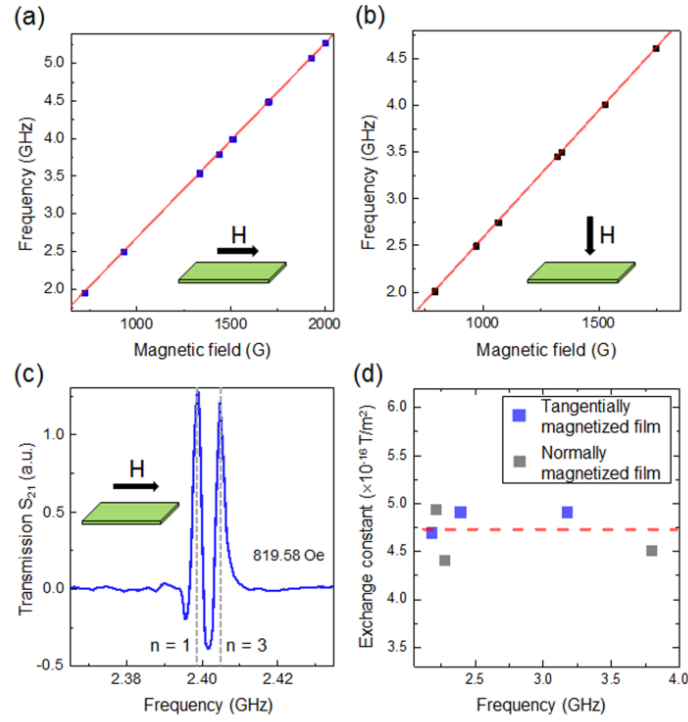 (a)
5.0
4.5
4.0
3.5
3.0
2.5
2.0
Frequency (GHz)
H
1000
1500
2000
Magnetic field (G)
(b)
4.5
4.0
3.5
3.0
2.5
2.0
Frequency (GHz)
H
1000
1500
Magnetic field (G)
(c)
1.0
0.5
0.0
-0.5
Transmission S21 (a.u.)
H
819.58 Oe
n = 1
n = 3
2.38
2.40
2.42
Frequency (GHz)
(d)
6.0
5.5
5.0
4.5
4.0
3.5
Exchange constant (×10⁻¹⁶ T/m²)
Tangentially
magnetized film
Normally
magnetized film
2.5
3.0
3.5
4.0
Frequency (GHz)